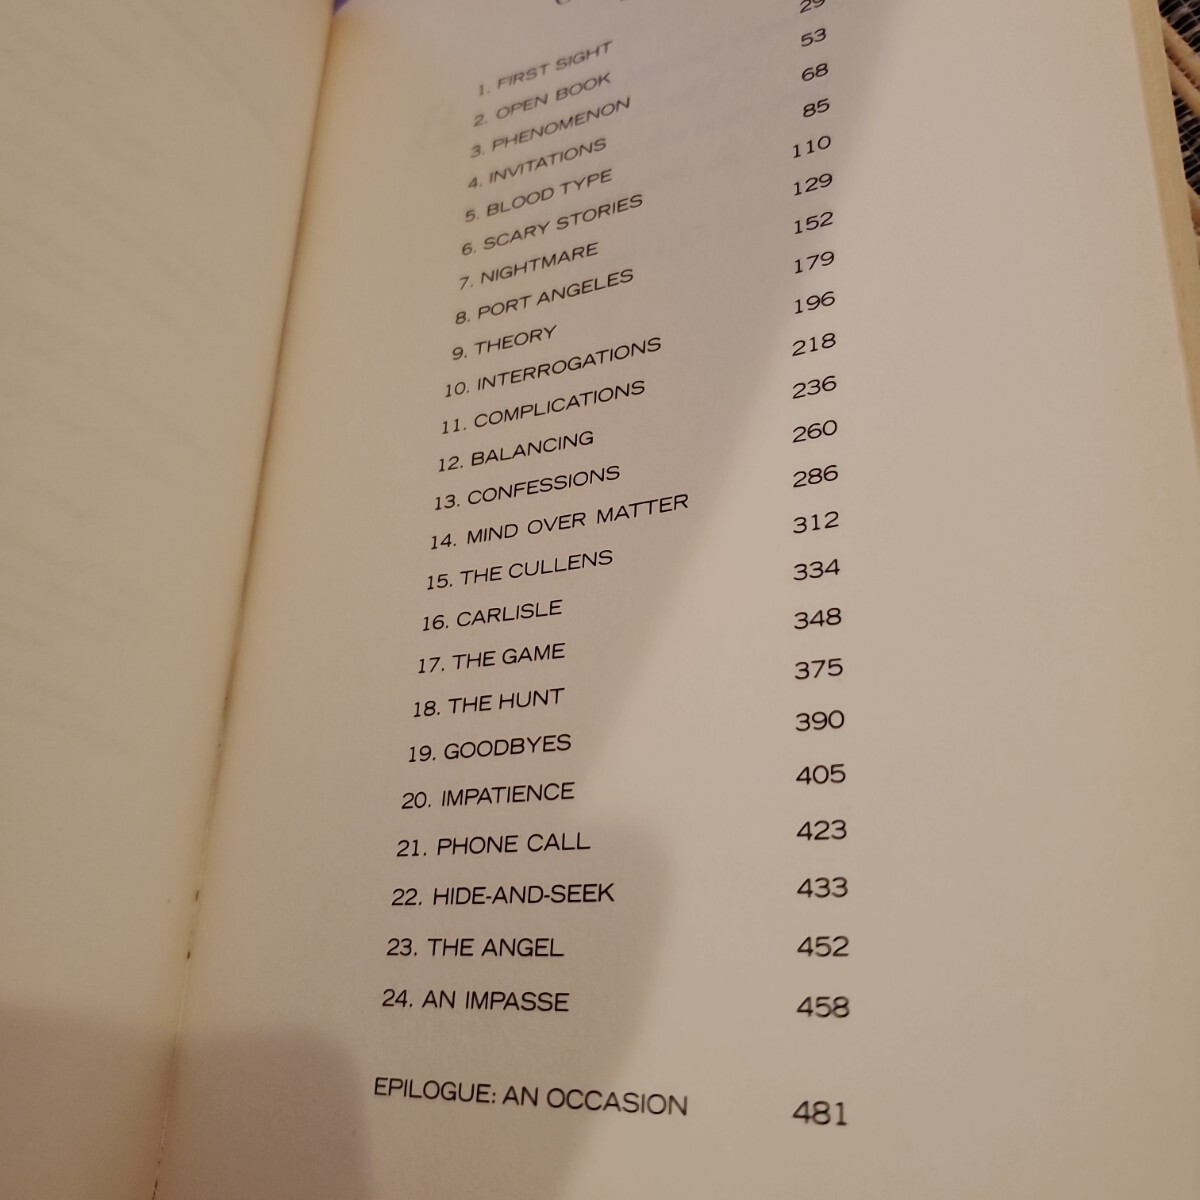 1. FIRST SIGHT
2. OPEN BOOK 29
3. PHENOMENON 53
4. INVITATIONS 68
5. BLOOD TYPE 85
6. SCARY STORIES 110
7. NIGHTMARE 129
8. PORT ANGELES 152
9. THEORY 179
10. INTERROGATIONS 196
11. COMPLICATIONS 218
12. BALANCING 236
13. CONFESSIONS 260
14. MIND OVER MATTER 286
15. THE CULLENS 312
16. CARLISLE 334
17. THE GAME 348
18. THE HUNT 375
19. GOODBYES 390
20. IMPATIENCE 405
21. PHONE CALL 423
22. HIDE-AND-SEEK 433
23. THE ANGEL 452
24. AN IMPASSE 458
EPILOGUE: AN OCCASION 481